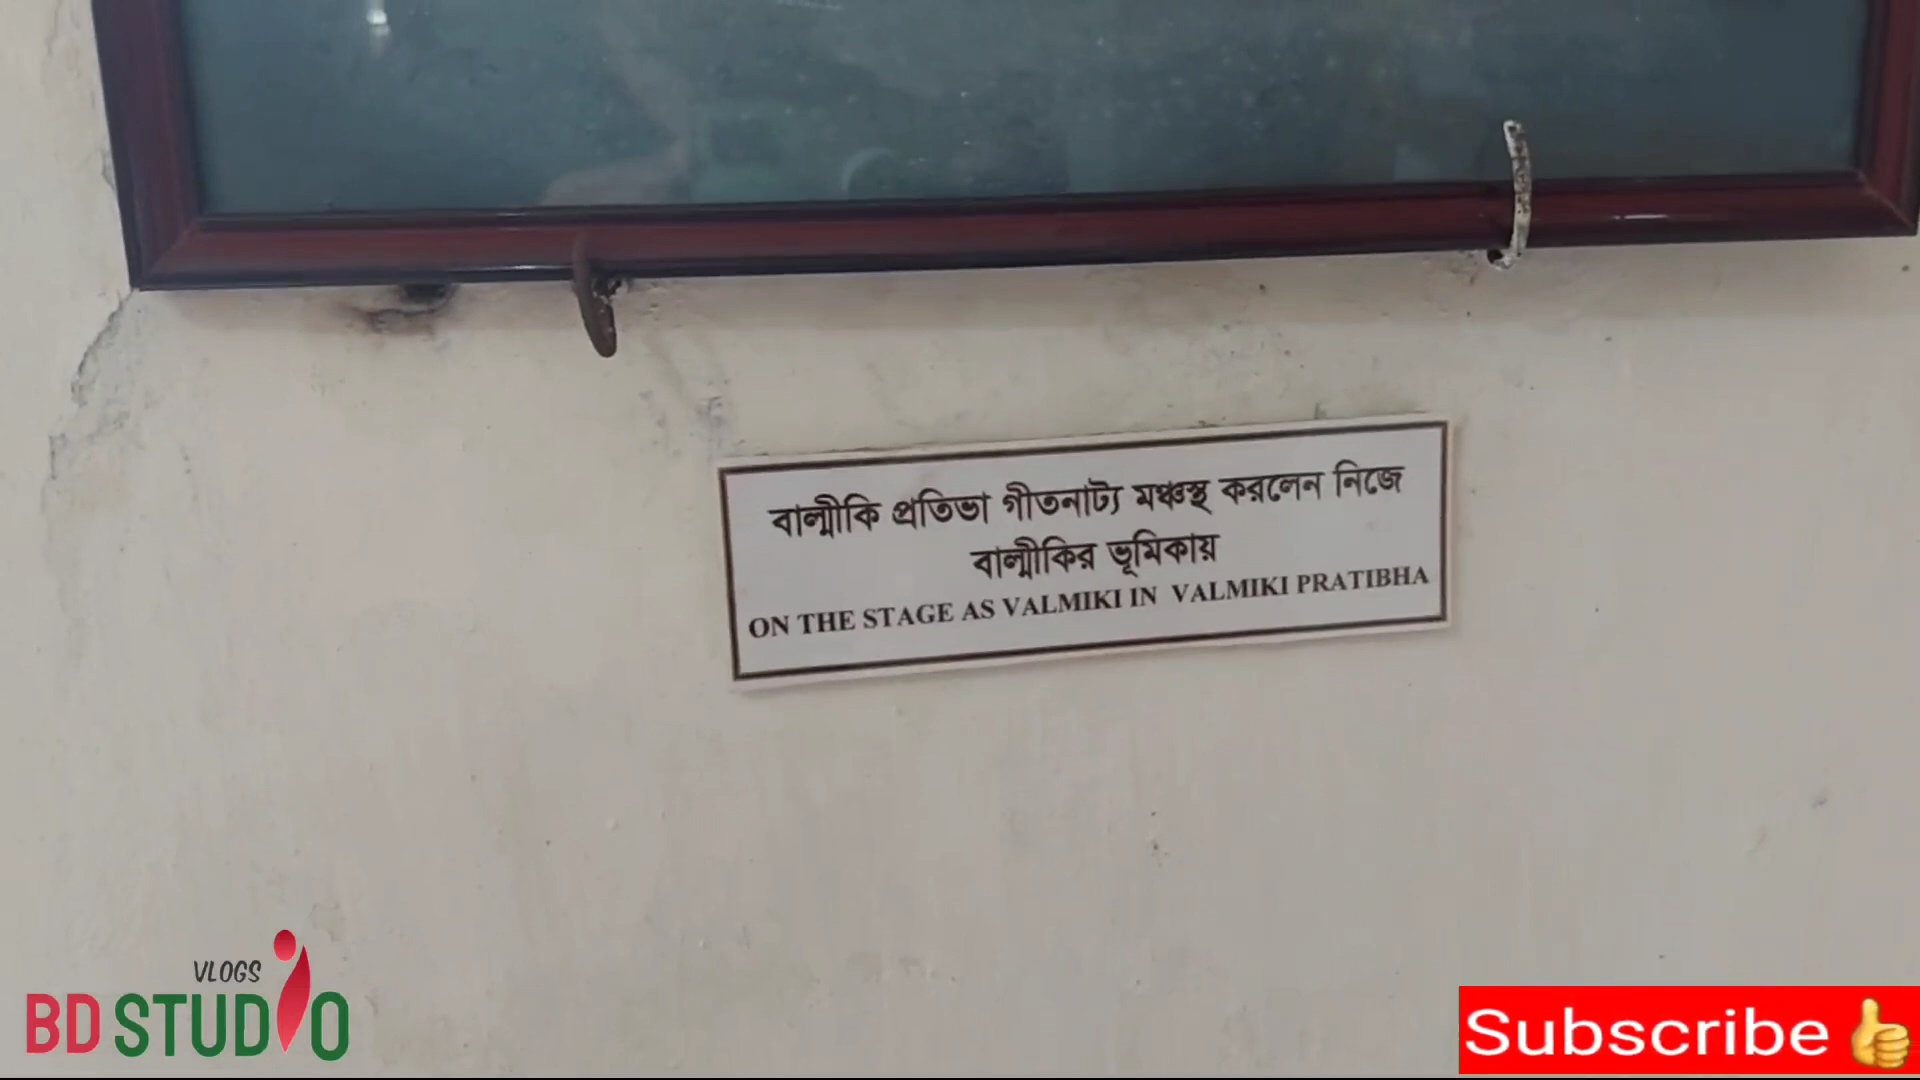 বাল্মীকি প্রতিভা গীতনাট্য মঞ্চস্থ করলেন নিজে
বাল্মীকির ভূমিকায়
ON THE STAGE AS VALMIKI IN VALMIKI PRATIBHA
VLOGS
BD STUDIO
Subscribe